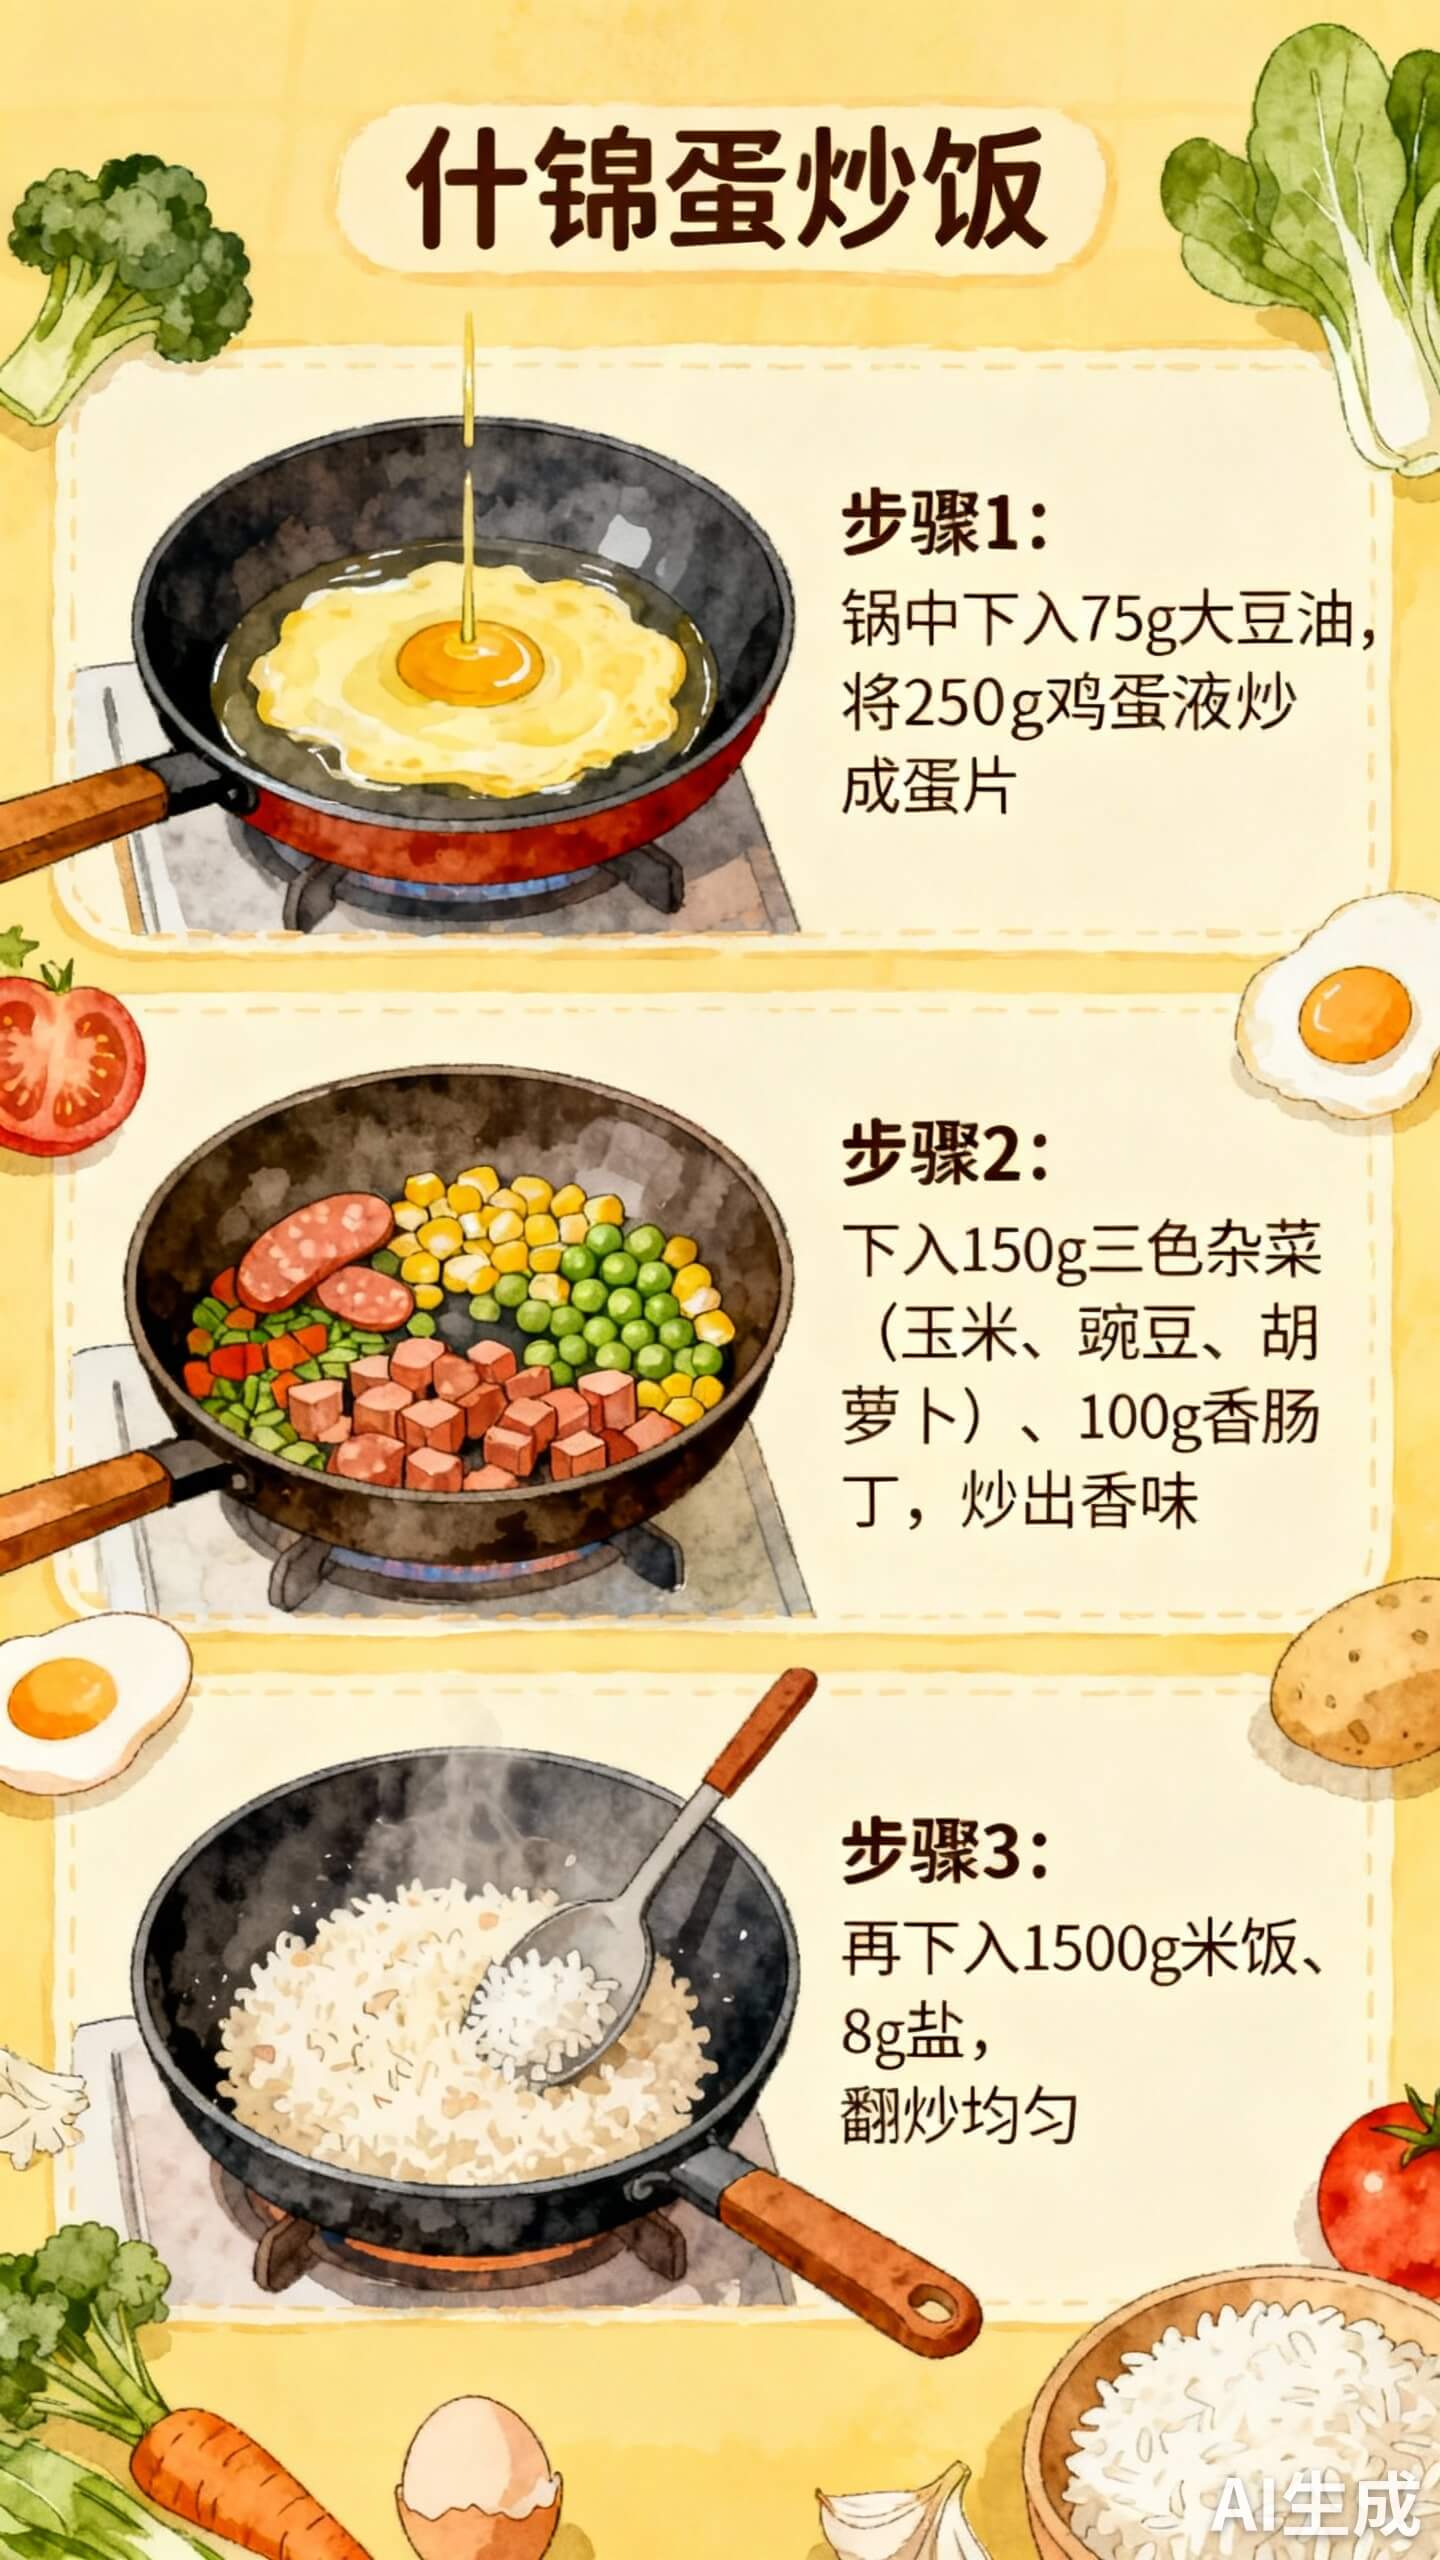 什锦蛋炒饭
步骤1：
锅中下入75g大豆油，
将250g鸡蛋液炒
成蛋片
步骤2：
下入150g三色杂菜
（玉米、豌豆、胡
萝卜）、100g香肠
丁，炒出香味
步骤3：
再下入1500g米饭、
8g盐，
翻炒均匀
AI生成